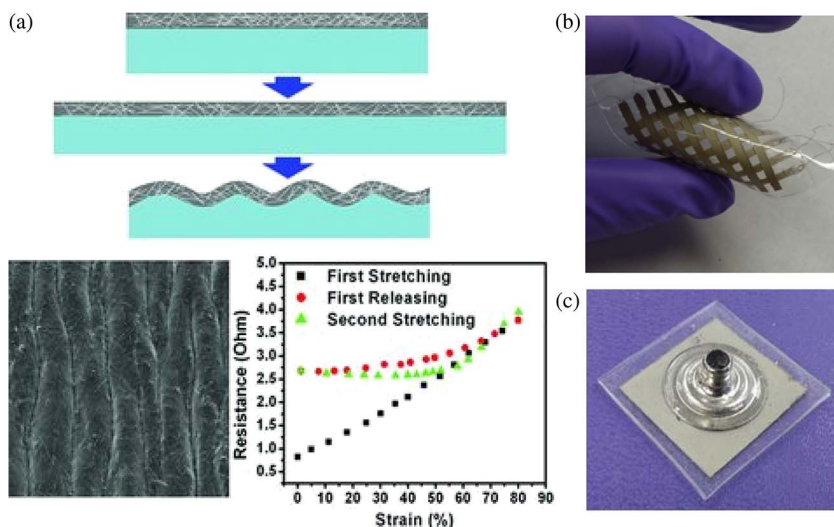 (a)
(b)
First Stretching
First Releasing
Second Stretching
Resistance (Ohm)
5.0
4.5
4.0
3.5
3.0
2.5
2.0
1.5
1.0
0.5
0 10 20 30 40 50 60 70 80 90
Strain (%)
(c)